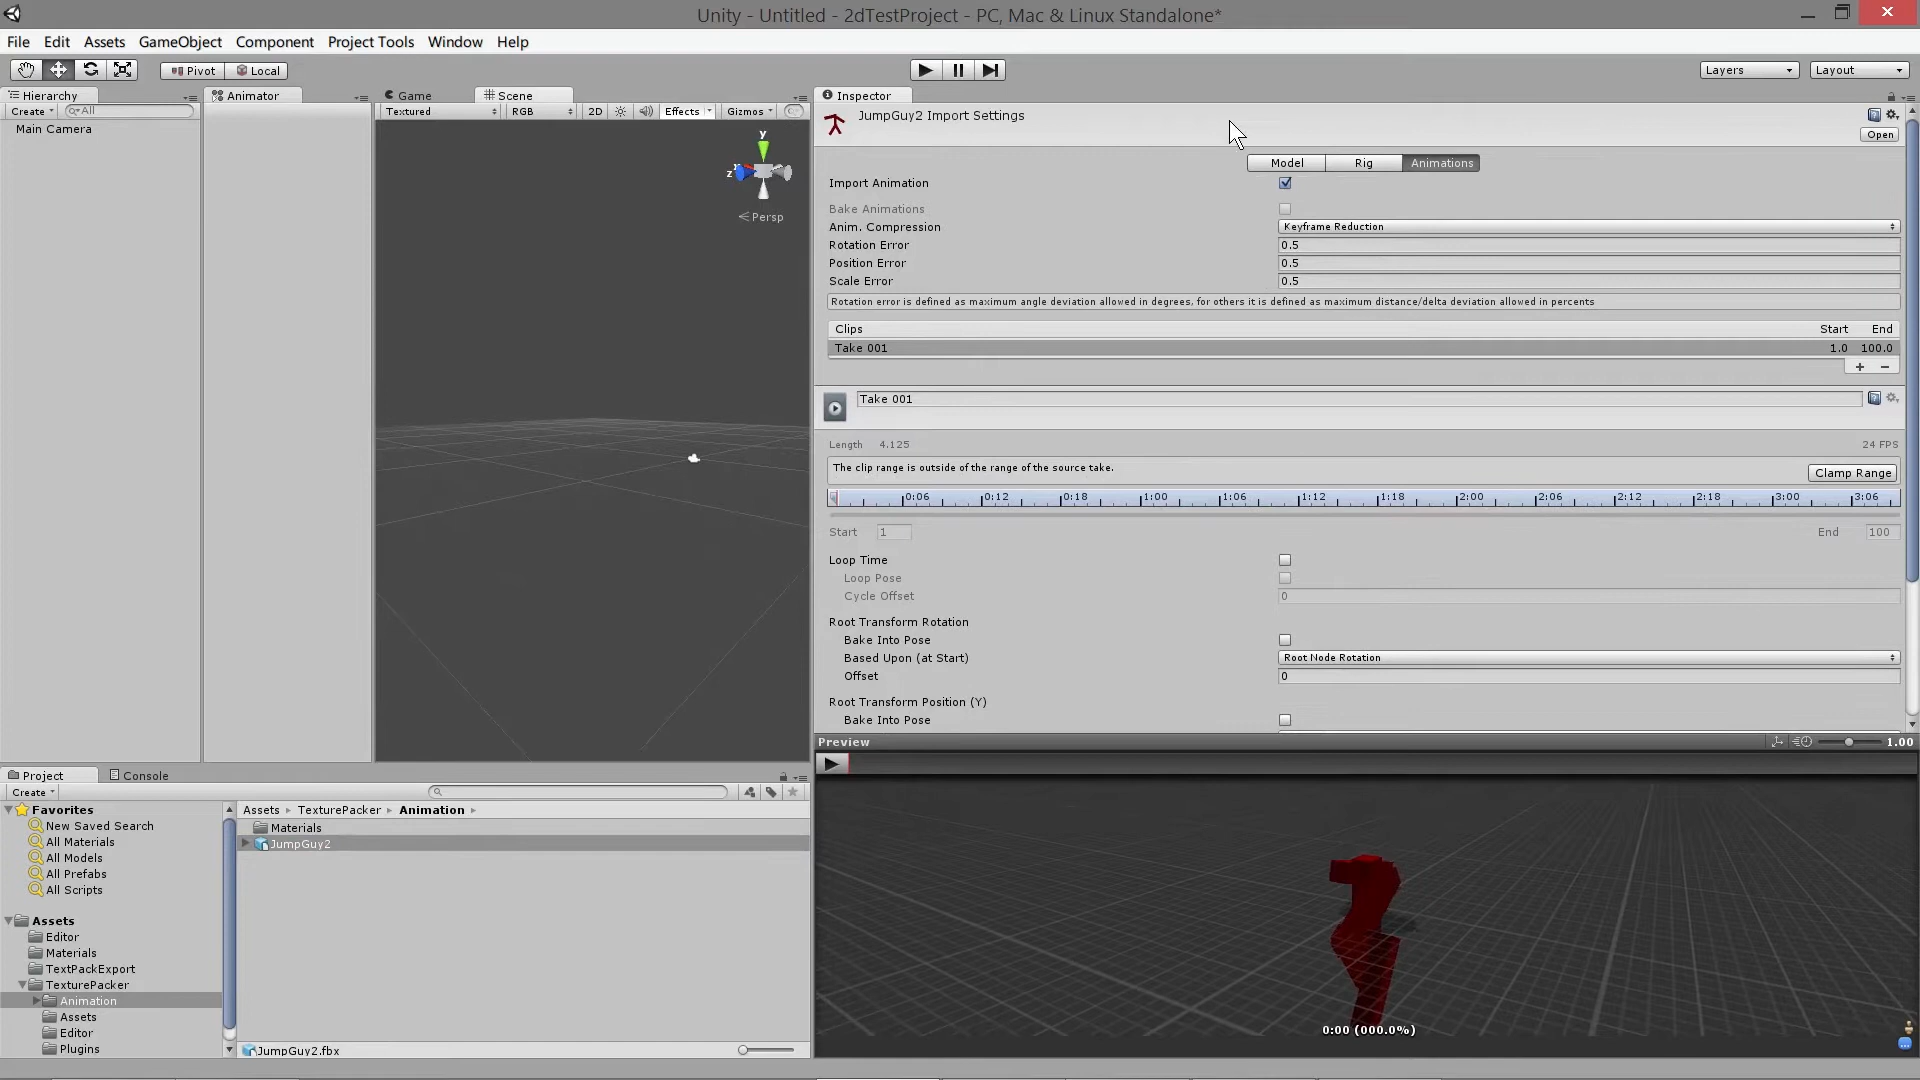 Unity - Untitled - 2dTestProject - PC, Mac & Linux Standalone*
File Edit Assets GameObject Component Project Tools Window Help
Pivot Local Layers Layout
Hierarchy Animator Game Scene Inspector
Create All Textured RGB 2D Effects Gizmos
Main Camera
y
z
Persp
JumpGuy2 Import Settings
Open
Model Rig Animations
Import Animation
Bake Animations
Anim. Compression Keyframe Reduction
Rotation Error 0.5
Position Error 0.5
Scale Error 0.5
Rotation error is defined as maximum angle deviation allowed in degrees, for others it is defined as maximum distance/delta deviation allowed in percents
Clips Start End
Take 001 1.0 100.0
+ −
Take 001
Length 4.125 24 FPS
The clip range is outside of the range of the source take. Clamp Range
0:06 0:12 0:18 1:00 1:06 1:12 1:18 2:00 2:06 2:12 2:18 3:00 3:06
Start 1 End 100
Loop Time
Loop Pose
Cycle Offset 0
Root Transform Rotation
Bake Into Pose
Based Upon (at Start) Root Node Rotation
Offset 0
Root Transform Position (Y)
Bake Into Pose
Preview 1.00
0:00 (000.0%)
Project Console
Create
Favorites
New Saved Search
All Materials
All Models
All Prefabs
All Scripts
Assets
Editor
Materials
TextPackExport
TexturePacker
Animation
Assets
Editor
Plugins
Assets TexturePacker Animation
Materials
JumpGuy2
JumpGuy2.fbx